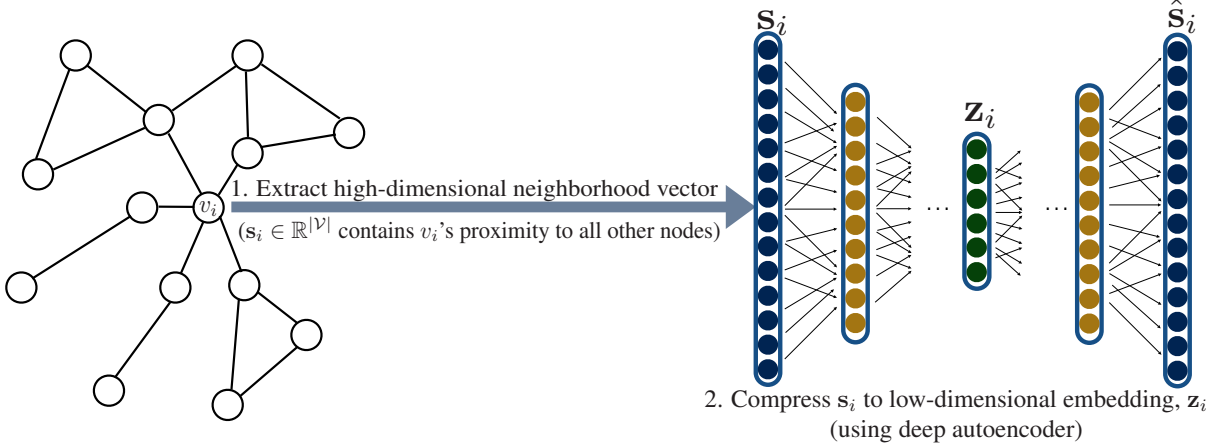 s_i
ŝ_i
z_i
v_i
1. Extract high-dimensional neighborhood vector
(s_i ∈ ℝ^{|𝒱|} contains v_i's proximity to all other nodes)
...
...
2. Compress s_i to low-dimensional embedding, z_i
(using deep autoencoder)